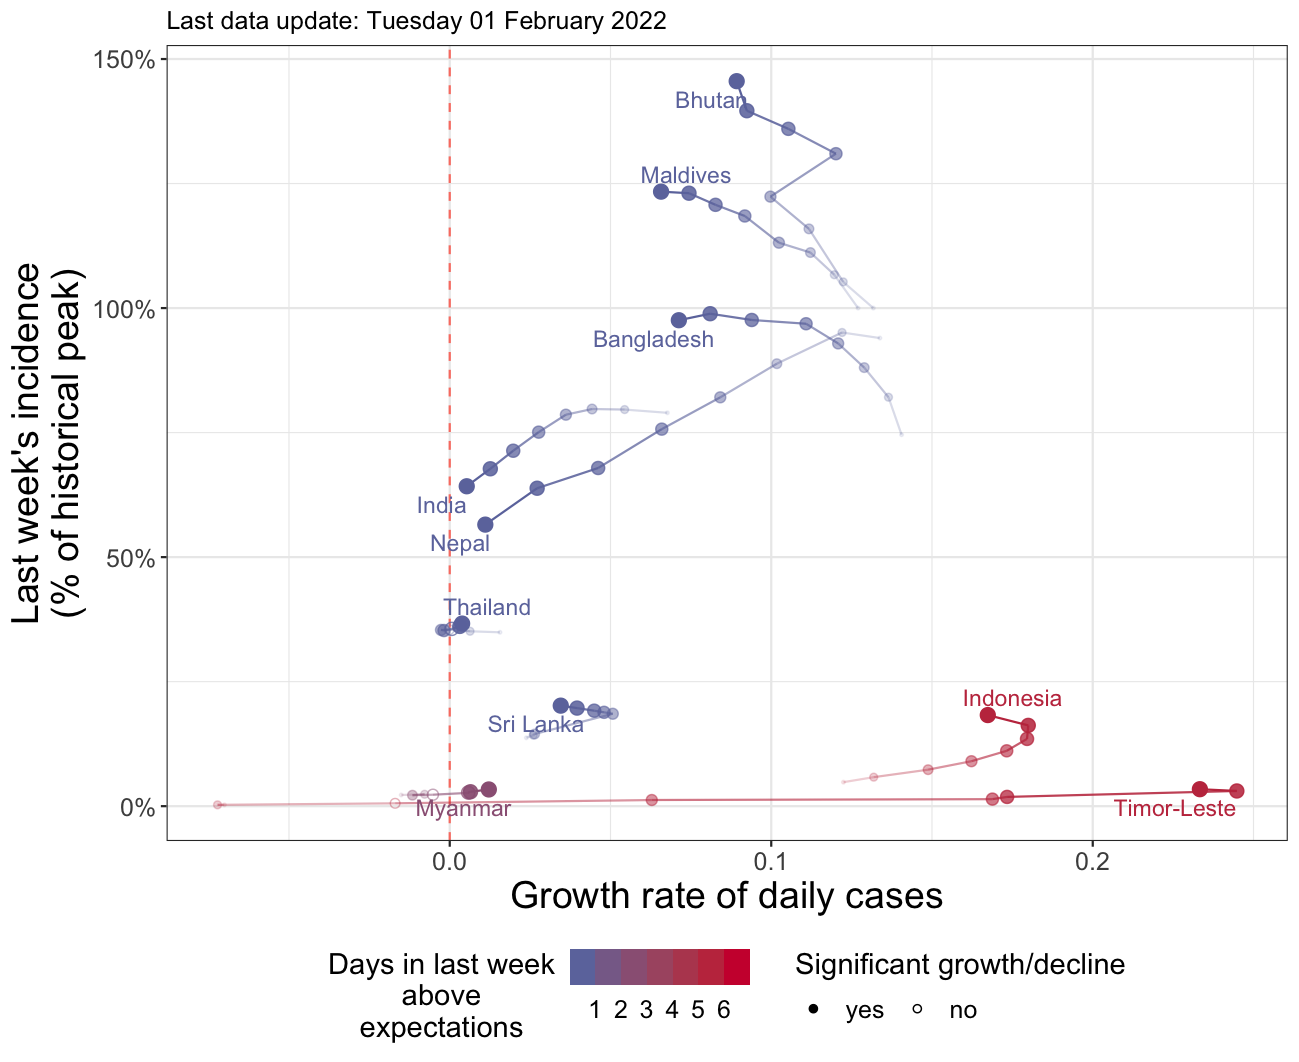 Last data update: Tuesday 01 February 2022
150%
100%
50%
0%
Last week's incidence
(% of historical peak)
Bhutan
Maldives
Bangladesh
India
Nepal
Thailand
Sri Lanka
Indonesia
Myanmar
Timor-Leste
0.0
0.1
0.2
Growth rate of daily cases
Days in last week
above
expectations
1 2 3 4 5 6
Significant growth/decline
yes
no